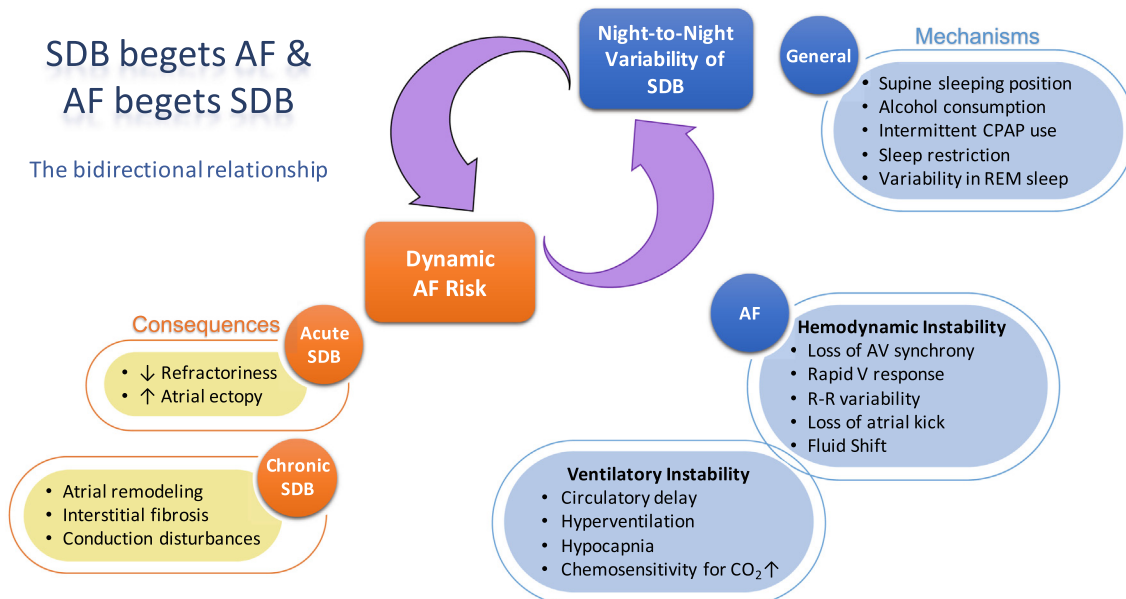 SDB begets AF &
AF begets SDB
The bidirectional relationship
Night-to-Night
Variability of
SDB
Dynamic
AF Risk
Mechanisms
General
• Supine sleeping position
• Alcohol consumption
• Intermittent CPAP use
• Sleep restriction
• Variability in REM sleep
AF
Hemodynamic Instability
• Loss of AV synchrony
• Rapid V response
• R-R variability
• Loss of atrial kick
• Fluid Shift
Ventilatory Instability
• Circulatory delay
• Hyperventilation
• Hypocapnia
• Chemosensitivity for CO₂↑
Consequences
Acute
SDB
• ↓ Refractoriness
• ↑ Atrial ectopy
Chronic
SDB
• Atrial remodeling
• Interstitial fibrosis
• Conduction disturbances